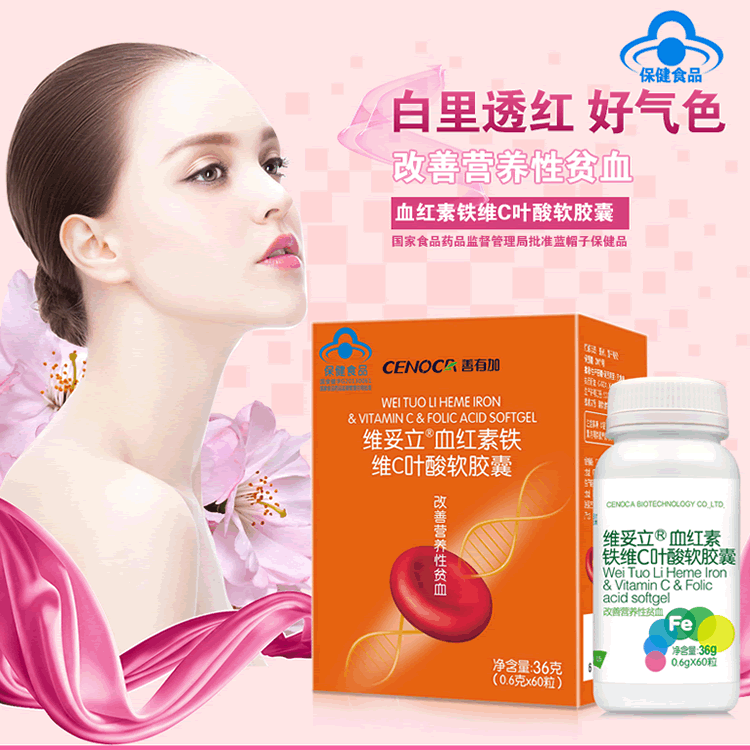 保健食品
白里透红 好气色
改善营养性贫血
血红素铁维C叶酸软胶囊
国家食品药品监督管理局批准蓝帽子保健品
保健食品
CENOCA 善有加
WEI TUO LI HEME IRON
& VITAMIN C & FOLIC ACID SOFTGEL
维妥立®血红素铁
维C叶酸软胶囊
改善营养性贫血
净含量:36克
(0.6克×60粒)
CENOCA BIOTECHNOLOGY CO.,LTD.
维妥立®血红素
铁维C叶酸软胶囊
Wei Tuo Li Heme Iron
& Vitamin C & Folic
acid softgel
改善营养性贫血
Fe
净含量:36g
0.6gX60粒